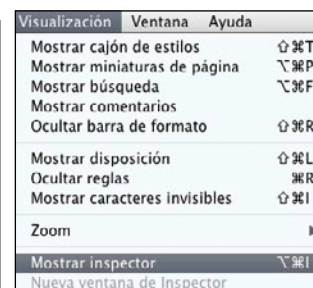 Visualización Ventana Ayuda
Mostrar cajón de estilos ⇧⌘T
Mostrar miniaturas de página ⌥⌘P
Mostrar búsqueda ⌥⌘F
Mostrar comentarios
Ocultar barra de formato ⇧⌘R
Mostrar disposición ⇧⌘L
Ocultar reglas ⌘R
Mostrar caracteres invisibles ⇧⌘I
Zoom
Mostrar inspector ⌥⌘I
Nueva ventana de Inspector